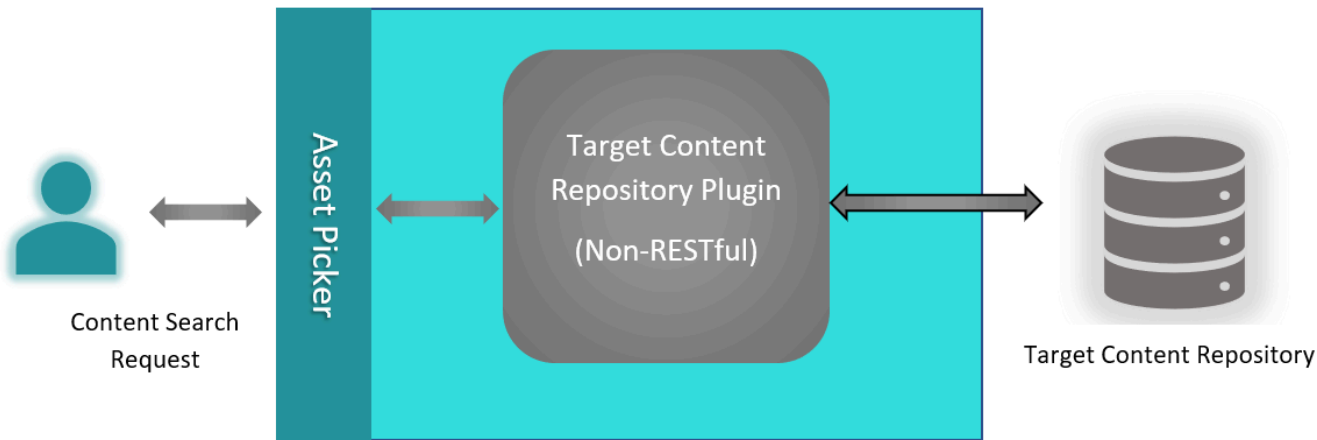 Content Search
Request
Asset Picker
Target Content
Repository Plugin
(Non-RESTful)
Target Content Repository